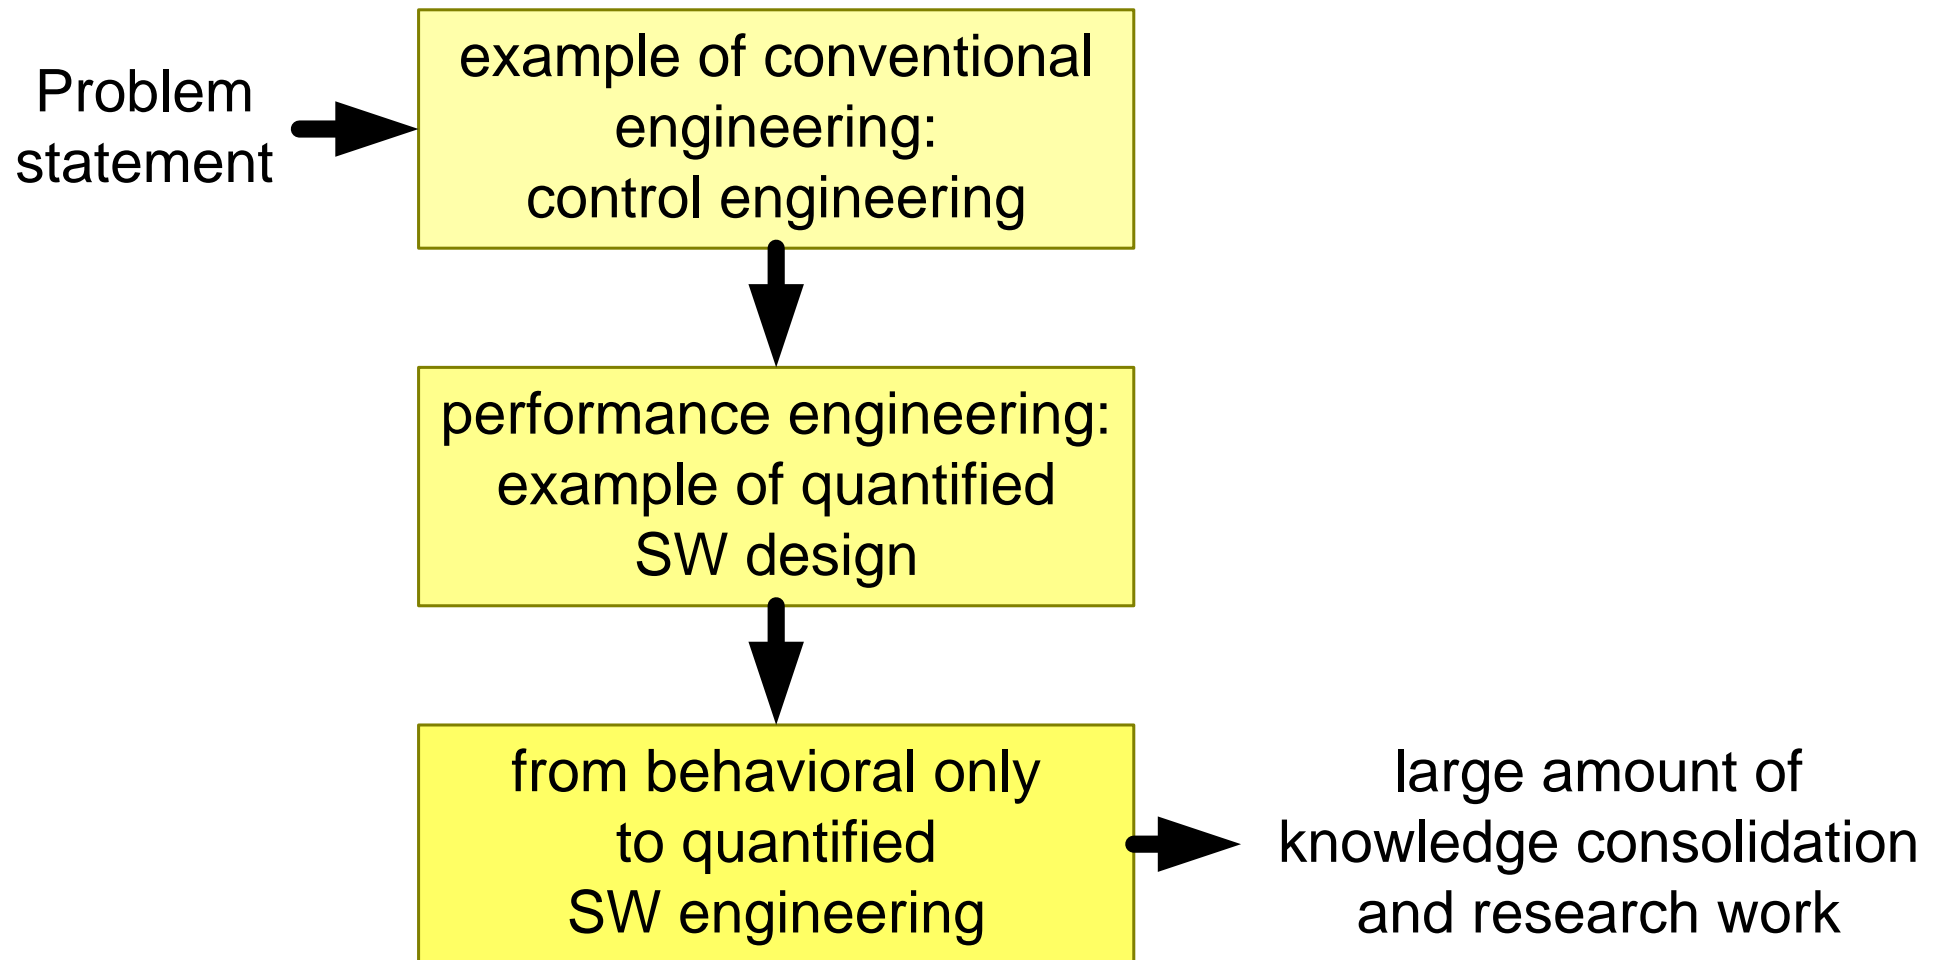 Problem
statement
example of conventional
engineering:
control engineering
performance engineering:
example of quantified
SW design
from behavioral only
to quantified
SW engineering
large amount of
knowledge consolidation
and research work